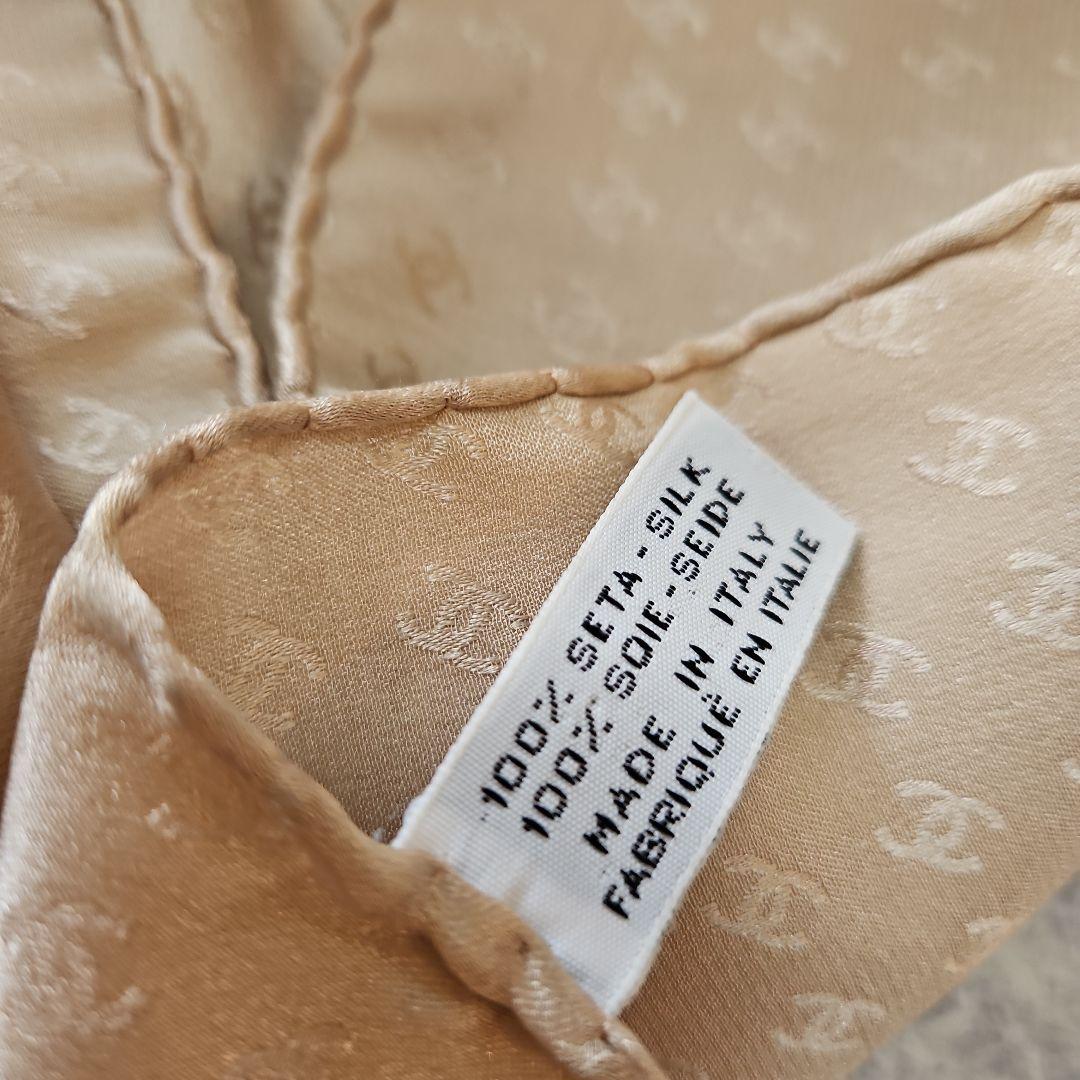 100% SETA - SILK
100% SOIE - SEIDE
MADE IN ITALY
FABRIQUÉ EN ITALIE